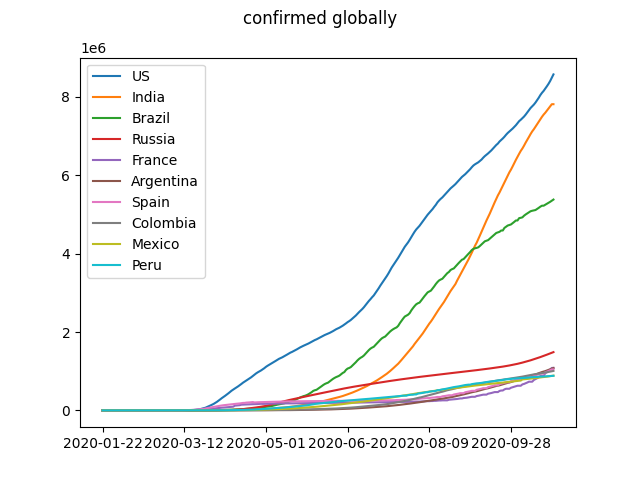 confirmed globally
1e6
US
India
Brazil
Russia
France
Argentina
Spain
Colombia
Mexico
Peru
8
6
4
2
0
2020-01-22 2020-03-12 2020-05-01 2020-06-20 2020-08-09 2020-09-28